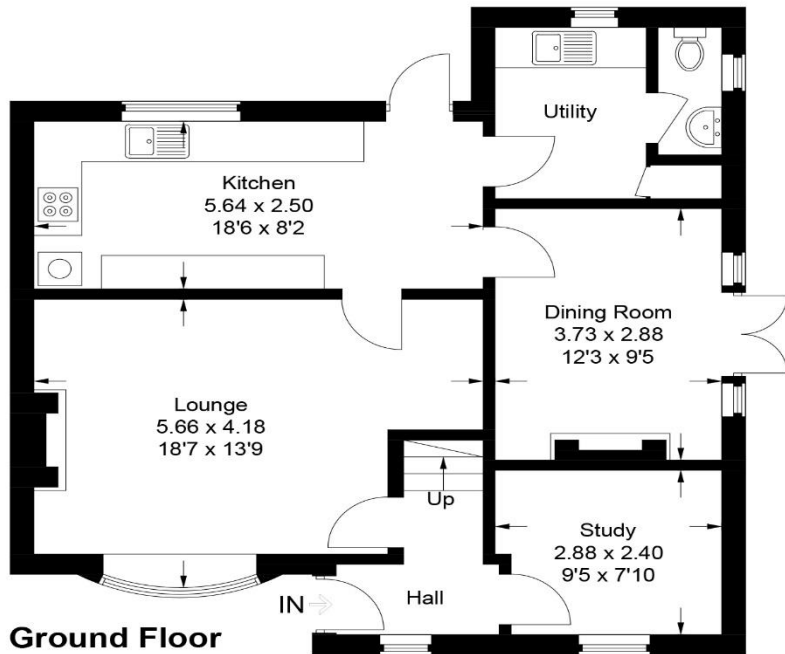 Utility
Kitchen
5.64 x 2.50
18'6 x 8'2
Dining Room
3.73 x 2.88
12'3 x 9'5
Lounge
5.66 x 4.18
18'7 x 13'9
Up
Study
2.88 x 2.40
9'5 x 7'10
Hall
IN
Ground Floor